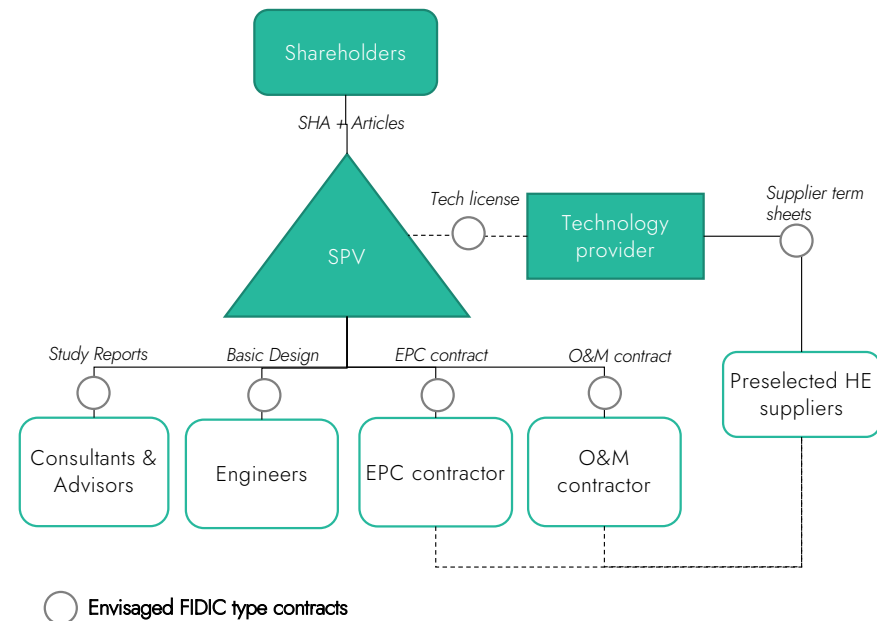 Shareholders
SHA + Articles
Tech license
Supplier term
sheets
Technology
provider
SPV
Study Reports
Basic Design
EPC contract
O&M contract
Preselected HE
suppliers
Consultants &
Advisors
Engineers
EPC contractor
O&M
contractor
Envisaged FIDIC type contracts